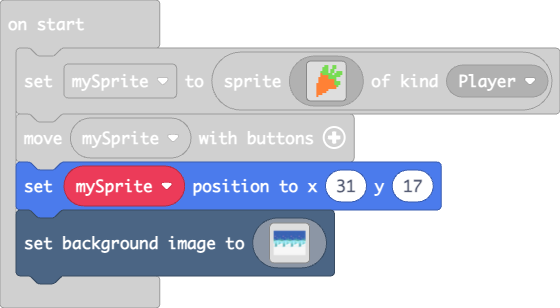 on start
set mySprite to sprite of kind Player
move mySprite with buttons
set mySprite position to x 31 y 17
set background image to